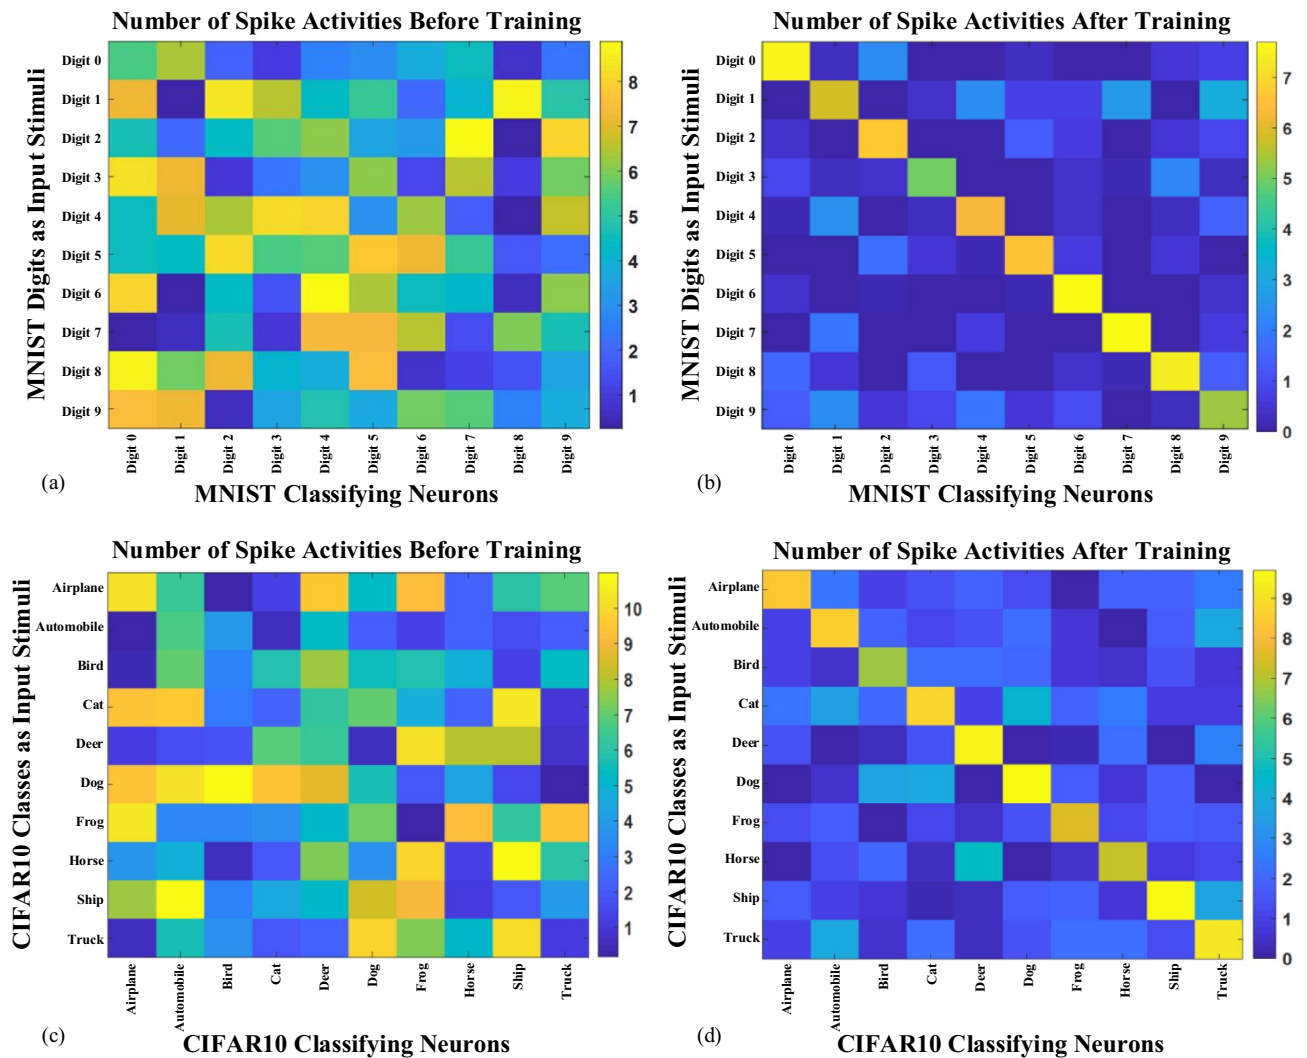 Number of Spike Activities Before Training
MNIST Digits as Input Stimuli
Digit 0
Digit 1
Digit 2
Digit 3
Digit 4
Digit 5
Digit 6
Digit 7
Digit 8
Digit 9
8
7
6
5
4
3
2
1
Digit 0
Digit 1
Digit 2
Digit 3
Digit 4
Digit 5
Digit 6
Digit 7
Digit 8
Digit 9
(a)
MNIST Classifying Neurons
Number of Spike Activities After Training
MNIST Digits as Input Stimuli
Digit 0
Digit 1
Digit 2
Digit 3
Digit 4
Digit 5
Digit 6
Digit 7
Digit 8
Digit 9
7
6
5
4
3
2
1
0
Digit 0
Digit 1
Digit 2
Digit 3
Digit 4
Digit 5
Digit 6
Digit 7
Digit 8
Digit 9
(b)
MNIST Classifying Neurons
Number of Spike Activities Before Training
CIFAR10 Classes as Input Stimuli
Airplane
Automobile
Bird
Cat
Deer
Dog
Frog
Horse
Ship
Truck
10
9
8
7
6
5
4
3
2
1
Airplane
Automobile
Bird
Cat
Deer
Dog
Frog
Horse
Ship
Truck
(c)
CIFAR10 Classifying Neurons
Number of Spike Activities After Training
CIFAR10 Classes as Input Stimuli
Airplane
Automobile
Bird
Cat
Deer
Dog
Frog
Horse
Ship
Truck
9
8
7
6
5
4
3
2
1
0
Airplane
Automobile
Bird
Cat
Deer
Dog
Frog
Horse
Ship
Truck
(d)
CIFAR10 Classifying Neurons